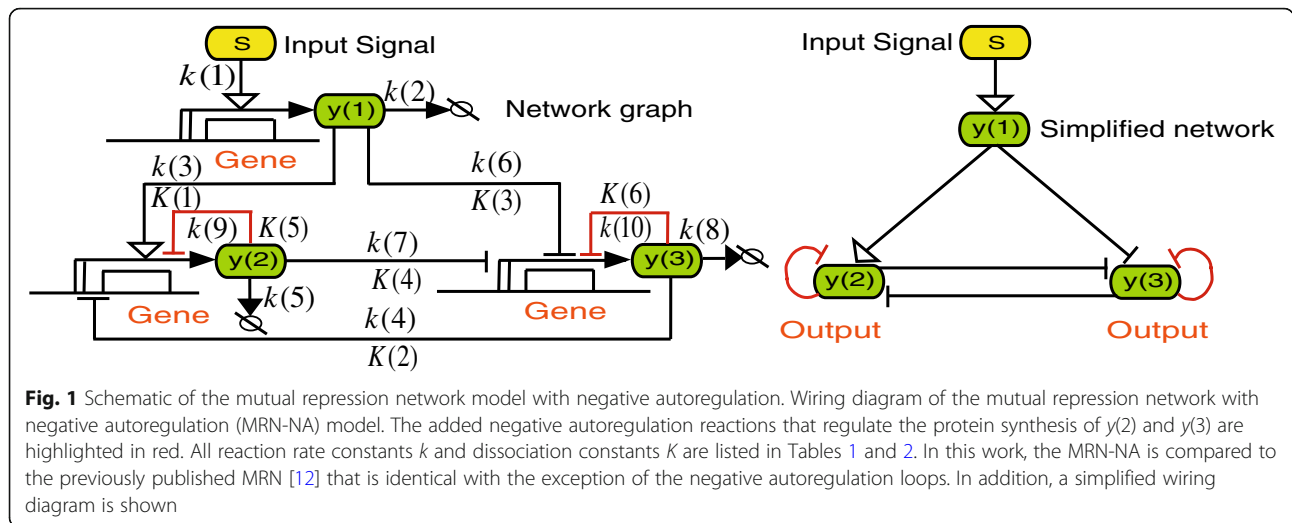 Input Signal
S
k(1)
y(1)
k(2)
Network graph
Gene
k(3)
K(1)
k(6)
K(3)
k(9)
K(5)
K(6)
k(10)
k(8)
y(2)
k(7)
K(4)
y(3)
k(5)
Gene
Gene
k(4)
K(2)
Input Signal
S
y(1)
Simplified network
y(2)
y(3)
Output
Output
Fig. 1 Schematic of the mutual repression network model with negative autoregulation. Wiring diagram of the mutual repression network with
negative autoregulation (MRN-NA) model. The added negative autoregulation reactions that regulate the protein synthesis of y(2) and y(3) are
highlighted in red. All reaction rate constants k and dissociation constants K are listed in Tables 1 and 2. In this work, the MRN-NA is compared to
the previously published MRN [12] that is identical with the exception of the negative autoregulation loops. In addition, a simplified wiring
diagram is shown